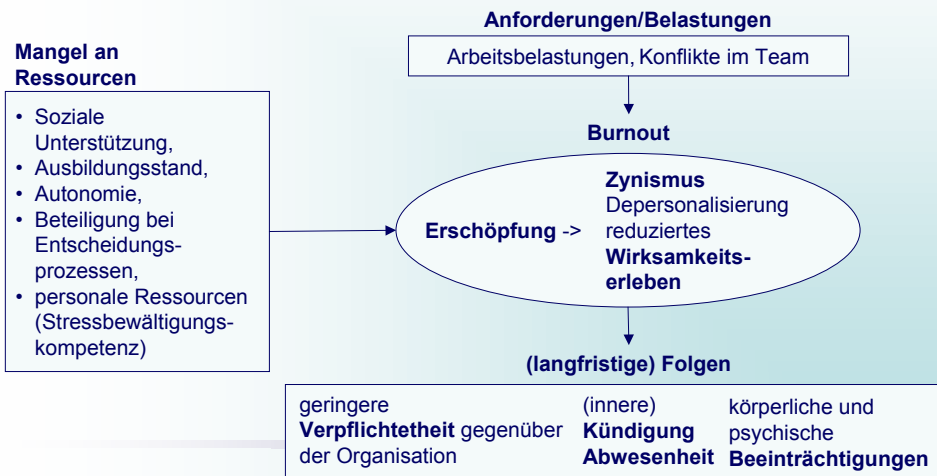 Anforderungen/Belastungen
Arbeitsbelastungen, Konflikte im Team
Mangel an
Ressourcen
• Soziale
Unterstützung,
• Ausbildungsstand,
• Autonomie,
• Beteiligung bei
Entscheidungs-
prozessen,
• personale Ressourcen
(Stressbewältigungs-
kompetenz)
Burnout
Erschöpfung ->
Zynismus
Depersonalisierung
reduziertes
Wirksamkeits-
erleben
(langfristige) Folgen
geringere
Verpflichtetheit gegenüber
der Organisation
(innere)
Kündigung
Abwesenheit
körperliche und
psychische
Beeinträchtigungen